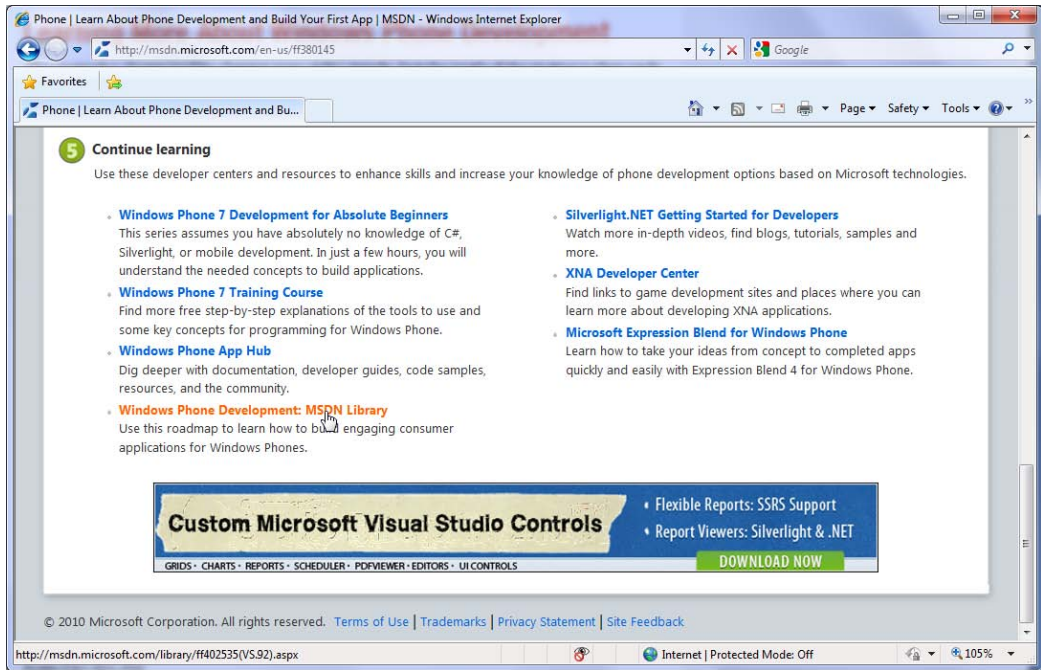 Phone | Learn About Phone Development and Build Your First App | MSDN - Windows Internet Explorer
http://msdn.microsoft.com/en-us/ff380145
Google
Favorites
Phone | Learn About Phone Development and Bu...
Page
Safety
Tools
5 Continue learning
Use these developer centers and resources to enhance skills and increase your knowledge of phone development options based on Microsoft technologies.
Windows Phone 7 Development for Absolute Beginners
This series assumes you have absolutely no knowledge of C#,
Silverlight, or mobile development. In just a few hours, you will
understand the needed concepts to build applications.
Windows Phone 7 Training Course
Find more free step-by-step explanations of the tools to use and
some key concepts for programming for Windows Phone.
Windows Phone App Hub
Dig deeper with documentation, developer guides, code samples,
resources, and the community.
Windows Phone Development: MSDN Library
Use this roadmap to learn how to build engaging consumer
applications for Windows Phones.
Silverlight.NET Getting Started for Developers
Watch more in-depth videos, find blogs, tutorials, samples and
more.
XNA Developer Center
Find links to game development sites and places where you can
learn more about developing XNA applications.
Microsoft Expression Blend for Windows Phone
Learn how to take your ideas from concept to completed apps
quickly and easily with Expression Blend 4 for Windows Phone.
Custom Microsoft Visual Studio Controls
GRIDS • CHARTS • REPORTS • SCHEDULER • PDFVIEWER • EDITORS • UI CONTROLS
• Flexible Reports: SSRS Support
• Report Viewers: Silverlight & .NET
DOWNLOAD NOW
© 2010 Microsoft Corporation. All rights reserved. Terms of Use | Trademarks | Privacy Statement | Site Feedback
http://msdn.microsoft.com/library/ff402535(VS.92).aspx
Internet | Protected Mode: Off
105%